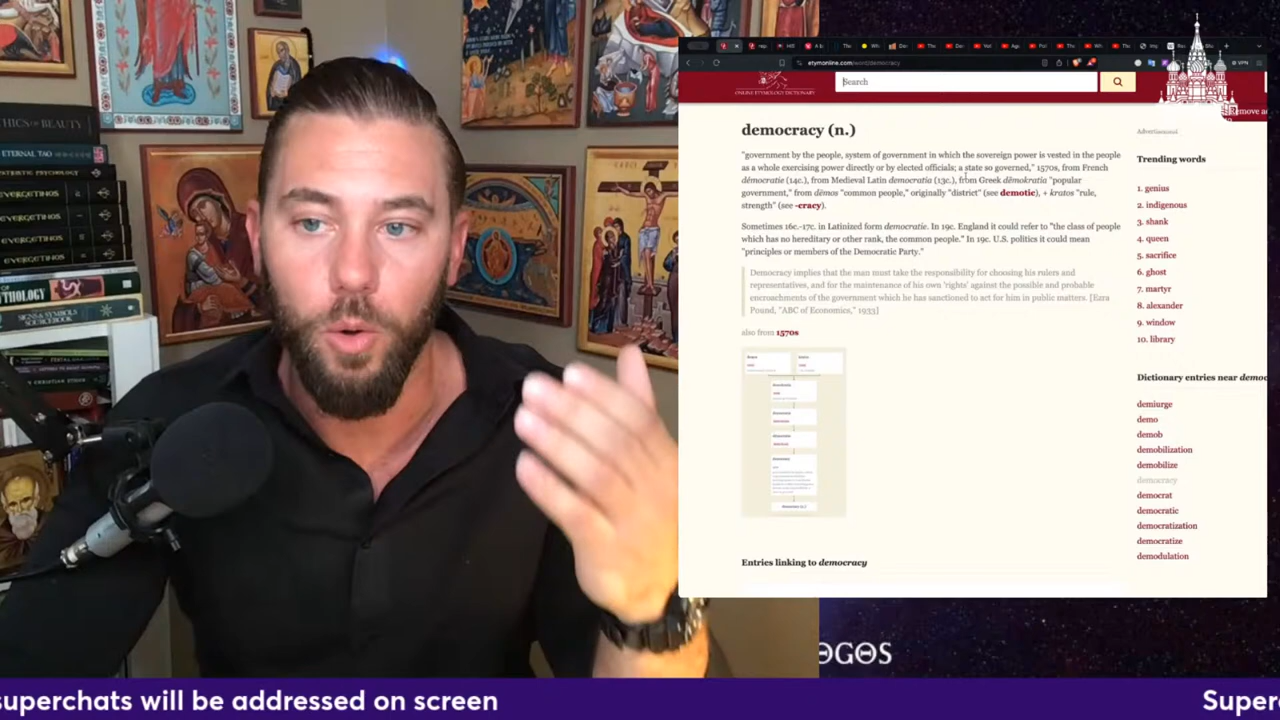 THICS OF BEAUTY
ETERNAL TAO
EVERGETINOS
EVERGETINOS
EVERGETINOS
EVERGETINOS
SIGNS & SYMBOLS
SOURCEBOOK
CHRISTIAN ETHICS
etymonline.com/word/democracy
VPN
ONLINE ETYMOLOGY DICTIONARY
Search
Remove a
democracy (n.)
"government by the people, system of government in which the sovereign power is vested in the people
as a whole exercising power directly or by elected officials; a state so governed," 1570s, from French
démocratie (14c.), from Medieval Latin democratia (13c.), from Greek dēmokratia "popular
government," from dēmos "common people," originally "district" (see demotic), + kratos "rule,
strength" (see -cracy).
Sometimes 16c.-17c. in Latinized form democratie. In 19c. England it could refer to "the class of people
which has no hereditary or other rank, the common people." In 19c. U.S. politics it could mean
"principles or members of the Democratic Party."
Democracy implies that the man must take the responsibility for choosing his rulers and
representatives, and for the maintenance of his own 'rights' against the possible and probable
encroachments of the government which he has sanctioned to act for him in public matters. [Ezra
Pound, "ABC of Economics," 1933]
also from 1570s
Entries linking to democracy
Advertisement
Trending words
1. genius
2. indigenous
3. shank
4. queen
5. sacrifice
6. ghost
7. martyr
8. alexander
9. window
10. library
Dictionary entries near democ
demiurge
demo
demob
demobilization
demobilize
democracy
democrat
democratic
democratization
democratize
demodulation
OGOS
superchats will be addressed on screen
Super